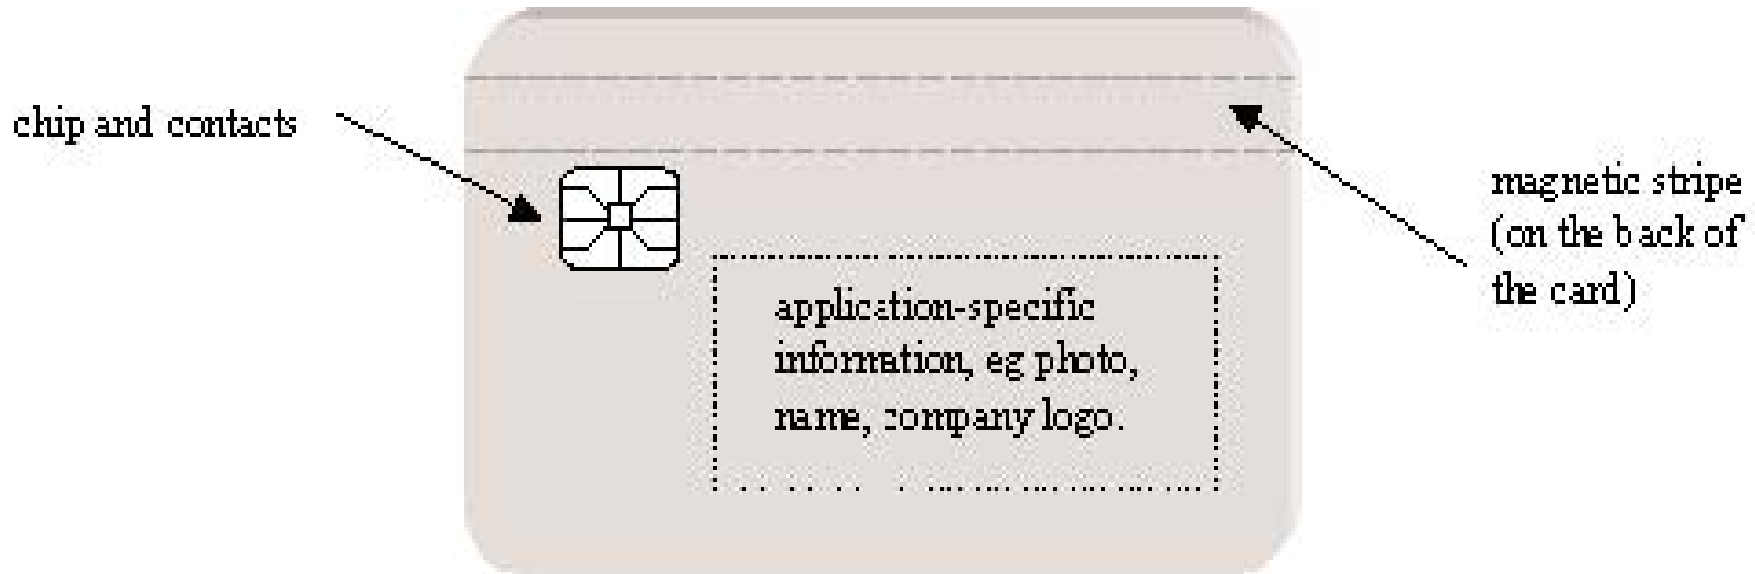 chip and contacts
magnetic stripe
(on the back of
the card)
application-specific
information, eg photo,
name, company logo.